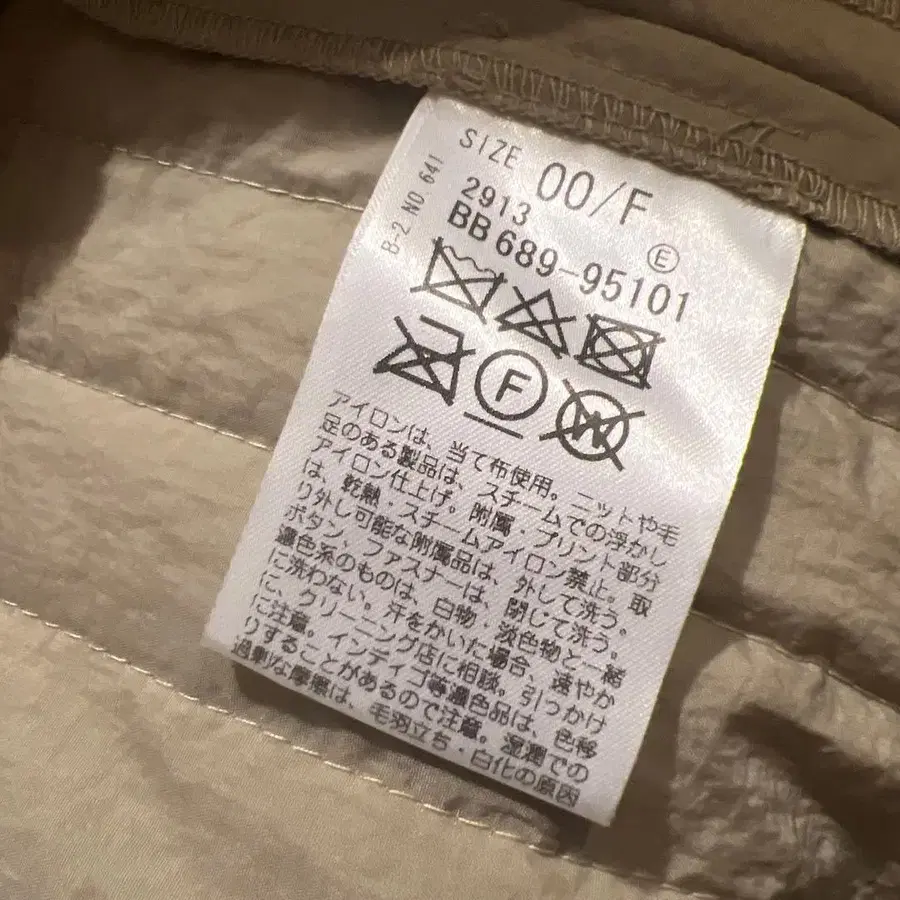 SIZE 00/F
2913
BB689-95101 E
B-2 NO.641
F
W
アイロンは、当て布使用。ニットや毛
足のある製品は、スチームでの浮かし
アイロン仕上げ。附属・プリント部分
は、乾熱・スチームアイロン禁止。取
り外し可能な附属品は、外して洗う。
ボタン、ファスナーは、閉じて洗う。
濃色系のものは、白物・淡色物と一緒
に洗わない。汗をかいた場合、速やか
に、クリーニング店に相談。引っかけ
に注意。インディゴ等濃色品は、色移
りすることがあるので注意。湿潤での
過剰な摩擦は、毛羽立ち・白化の原因